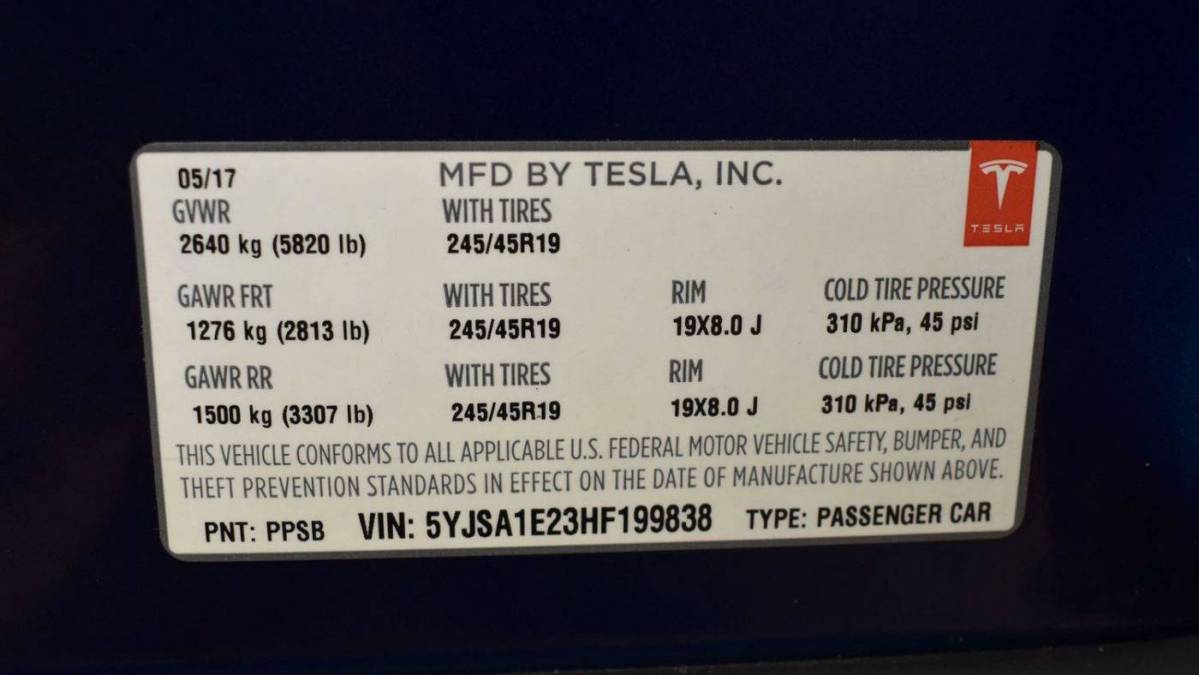 05/17 MFD BY TESLA, INC.
TESLA
GVWR WITH TIRES
2640 kg (5820 lb) 245/45R19
GAWR FRT WITH TIRES RIM COLD TIRE PRESSURE
1276 kg (2813 lb) 245/45R19 19X8.0 J 310 kPa, 45 psi
GAWR RR WITH TIRES RIM COLD TIRE PRESSURE
1500 kg (3307 lb) 245/45R19 19X8.0 J 310 kPa, 45 psi
THIS VEHICLE CONFORMS TO ALL APPLICABLE U.S. FEDERAL MOTOR VEHICLE SAFETY, BUMPER, AND
THEFT PREVENTION STANDARDS IN EFFECT ON THE DATE OF MANUFACTURE SHOWN ABOVE.
PNT: PPSB VIN: 5YJSA1E23HF199838 TYPE: PASSENGER CAR